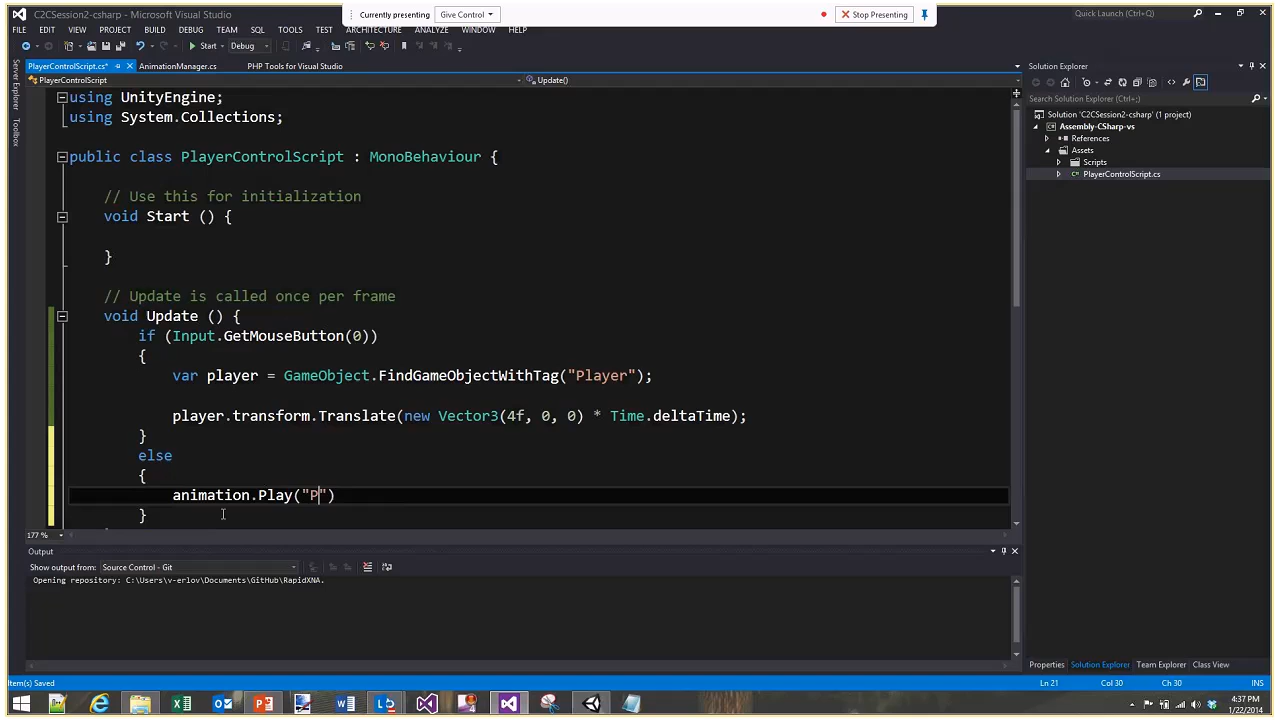 C2CSession2-csharp - Microsoft Visual Studio
Currently presenting
Give Control
Stop Presenting
Quick Launch (Ctrl+Q)
FILE EDIT VIEW PROJECT BUILD DEBUG TEAM SQL TOOLS TEST ARCHITECTURE ANALYZE WINDOW HELP
Start Debug
PlayerControlScript.cs* AnimationManager.cs PHP Tools for Visual Studio
PlayerControlScript Update()
Server Explorer
Toolbox
using UnityEngine;
using System.Collections;
public class PlayerControlScript : MonoBehaviour {
// Use this for initialization
void Start () {
}
// Update is called once per frame
void Update () {
if (Input.GetMouseButton(0))
{
var player = GameObject.FindGameObjectWithTag("Player");
player.transform.Translate(new Vector3(4f, 0, 0) * Time.deltaTime);
}
else
{
animation.Play("P")
}
177 %
Output
Show output from: Source Control - Git
Opening repository: C:\Users\v-erlov\Documents\GitHub\RapidXNA.
Solution Explorer
Search Solution Explorer (Ctrl+;)
Solution 'C2CSession2-csharp' (1 project)
Assembly-CSharp-vs
References
Assets
Scripts
PlayerControlScript.cs
Properties Solution Explorer Team Explorer Class View
Item(s) Saved
Ln 21 Col 30 Ch 30 INS
4:37 PM
1/22/2014